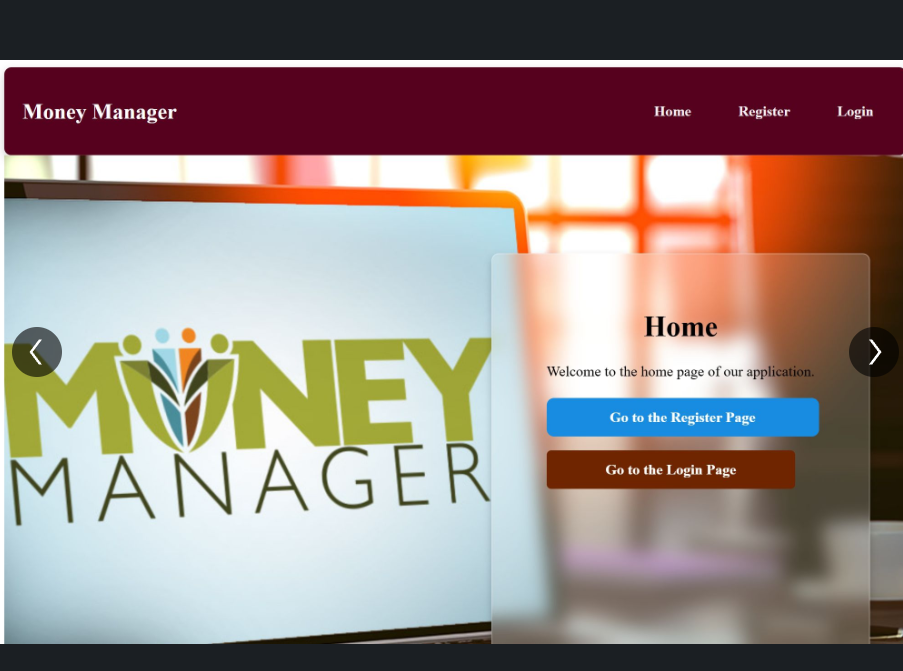 Money Manager
Home Register Login
MONEY
MANAGER
Home
Welcome to the home page of our application.
Go to the Register Page
Go to the Login Page